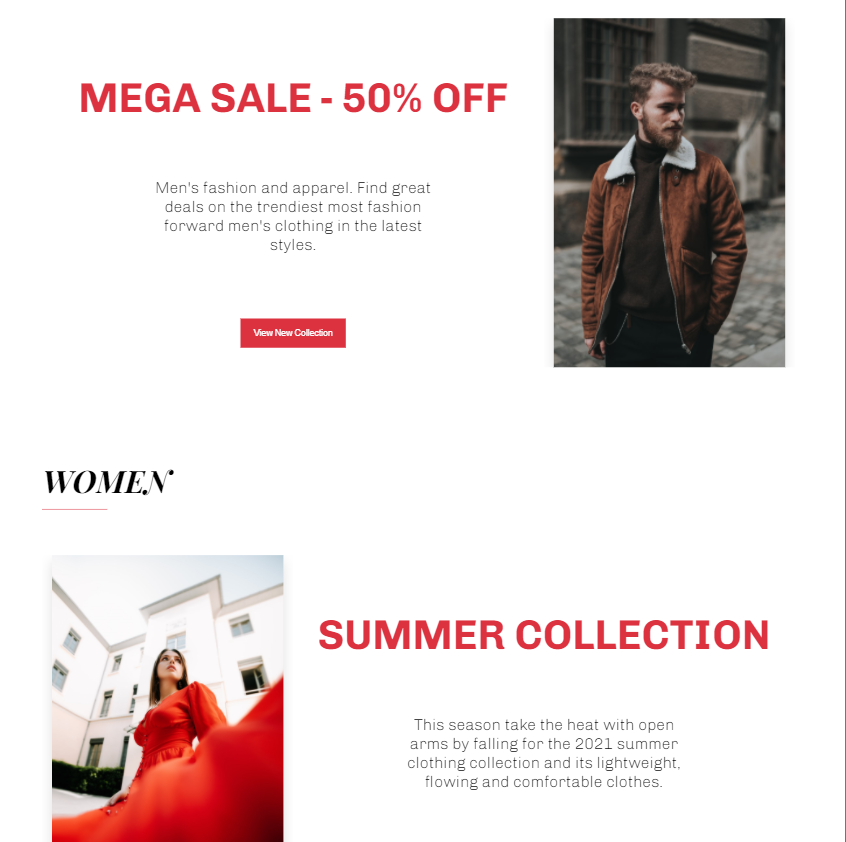 MEGA SALE - 50% OFF
Men's fashion and apparel. Find great
deals on the trendiest most fashion
forward men's clothing in the latest
styles.
View New Collection
WOMEN
SUMMER COLLECTION
This season take the heat with open
arms by falling for the 2021 summer
clothing collection and its lightweight,
flowing and comfortable clothes.